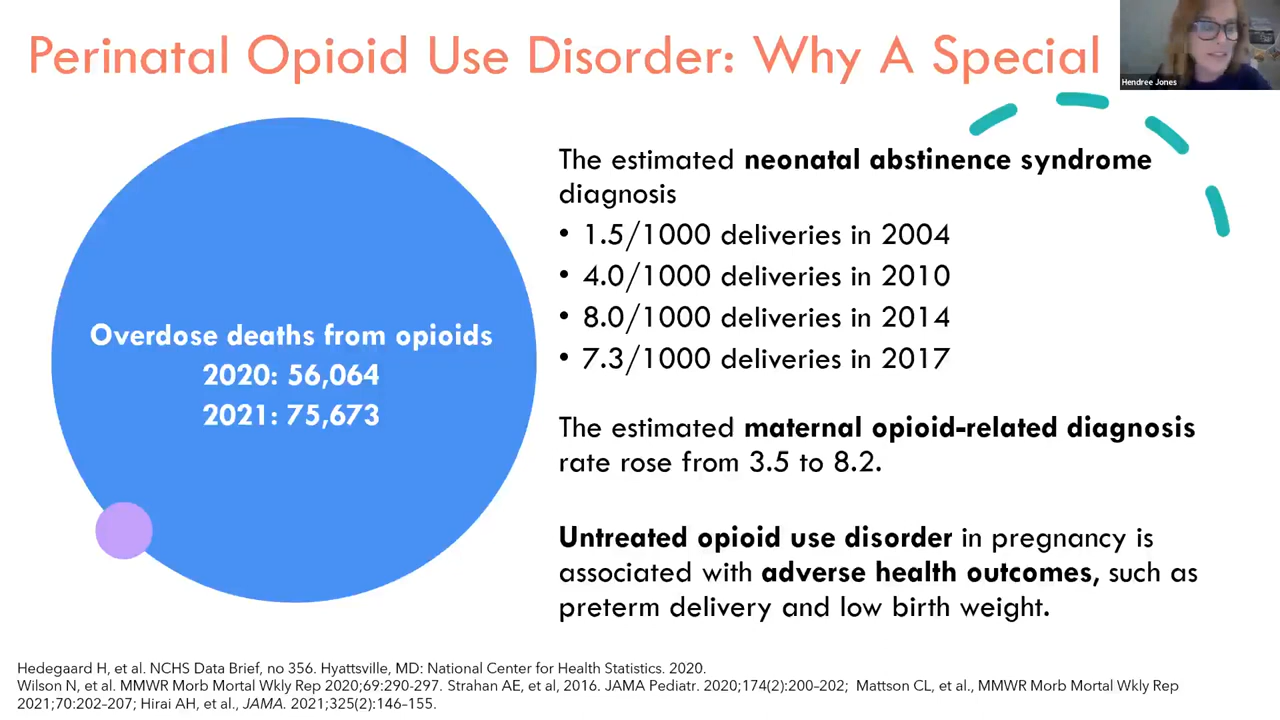 Perinatal Opioid Use Disorder: Why A Special
Hendree Jones
The estimated neonatal abstinence syndrome
diagnosis
• 1.5/1000 deliveries in 2004
• 4.0/1000 deliveries in 2010
• 8.0/1000 deliveries in 2014
• 7.3/1000 deliveries in 2017
Overdose deaths from opioids
2020: 56,064
2021: 75,673
The estimated maternal opioid-related diagnosis
rate rose from 3.5 to 8.2.
Untreated opioid use disorder in pregnancy is
associated with adverse health outcomes, such as
preterm delivery and low birth weight.
Hedegaard H, et al. NCHS Data Brief, no 356. Hyattsville, MD: National Center for Health Statistics. 2020.
Wilson N, et al. MMWR Morb Mortal Wkly Rep 2020;69:290-297. Strahan AE, et al, 2016. JAMA Pediatr. 2020;174(2):200–202; Mattson CL, et al., MMWR Morb Mortal Wkly Rep
2021;70:202–207; Hirai AH, et al., JAMA. 2021;325(2):146–155.